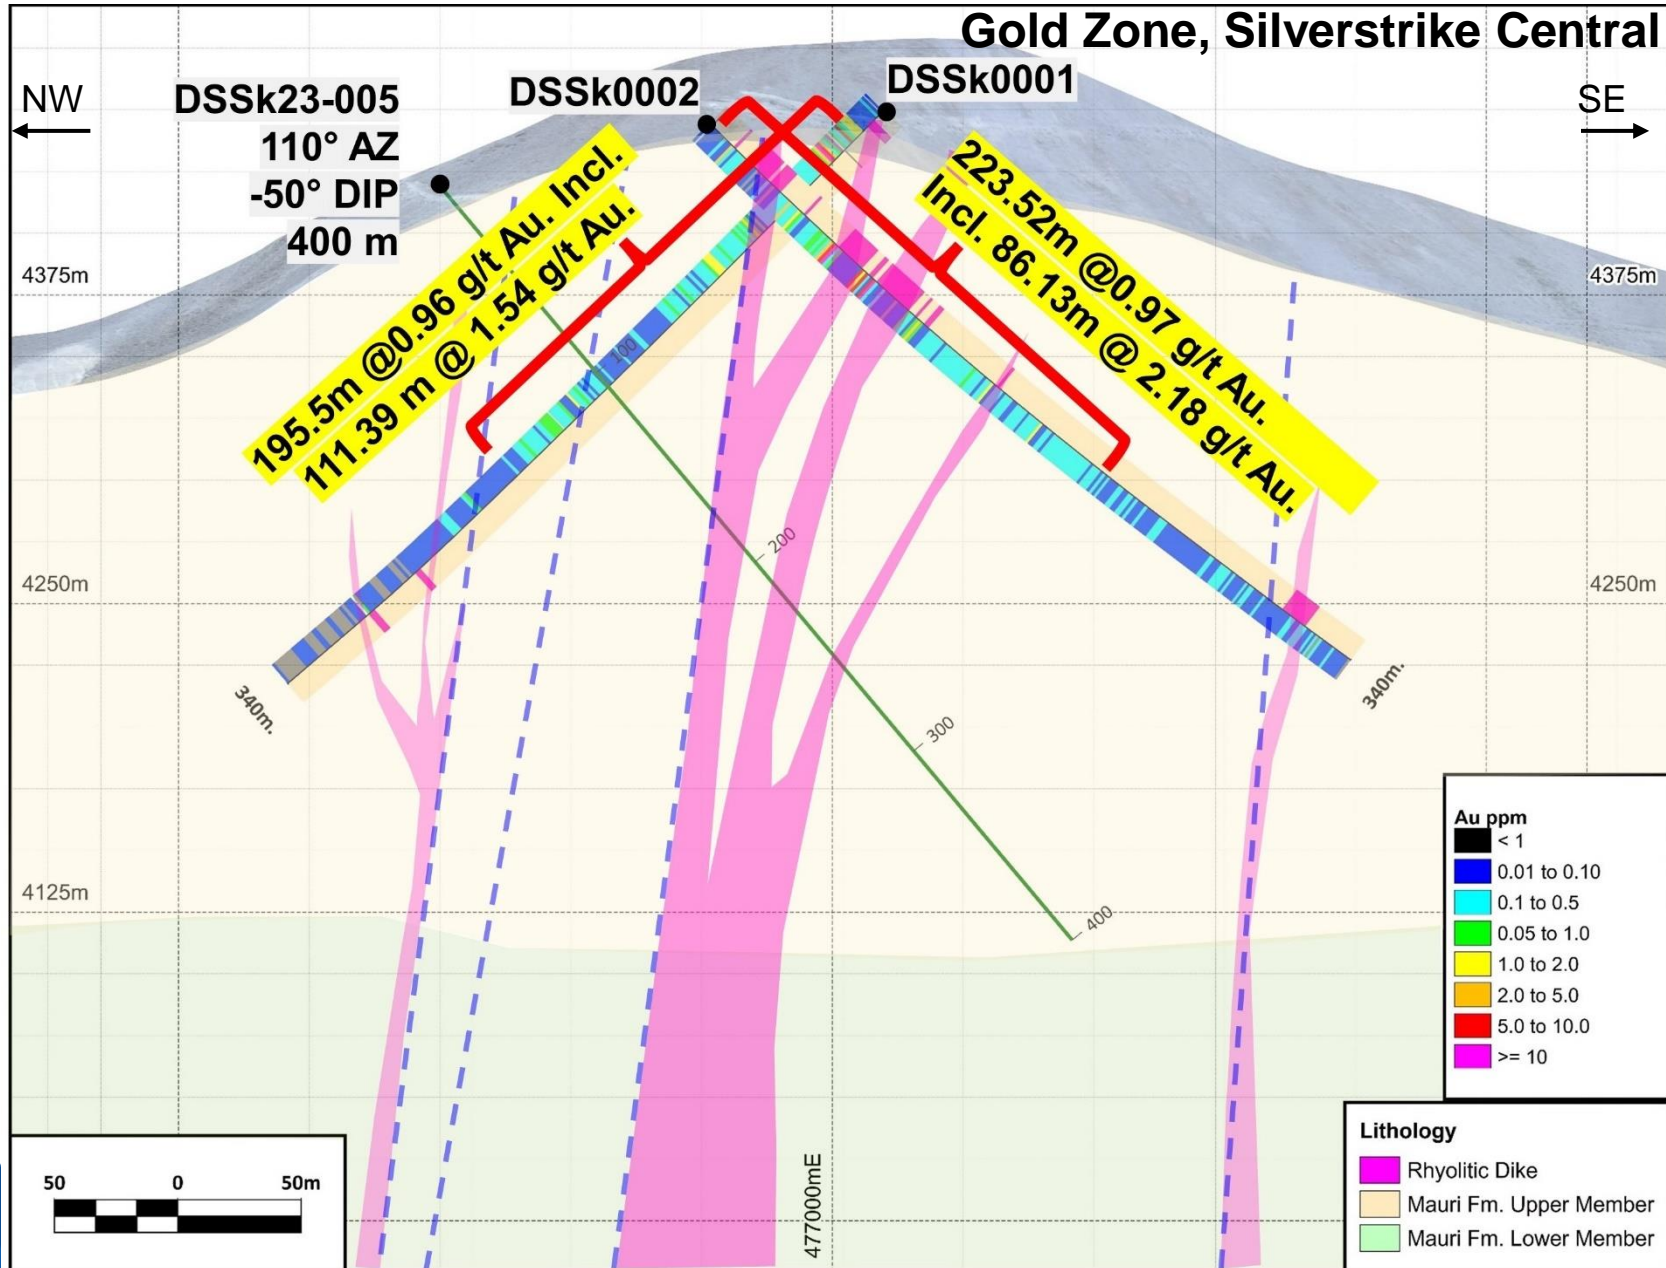 Gold Zone, Silverstrike Central
NW
SE
DSSk23-005
110° AZ
-50° DIP
400 m
DSSk0002
DSSk0001
195.5m @0.96 g/t Au. Incl.
111.39 m @ 1.54 g/t Au.
223.52m @0.97 g/t Au.
Incl. 86.13m @ 2.18 g/t Au.
4375m
4375m
100
200
4250m
4250m
340m.
340m.
300
4125m
400
477000mE
50 0 50m
Au ppm
< 1
0.01 to 0.10
0.1 to 0.5
0.05 to 1.0
1.0 to 2.0
2.0 to 5.0
5.0 to 10.0
>= 10
Lithology
Rhyolitic Dike
Mauri Fm. Upper Member
Mauri Fm. Lower Member